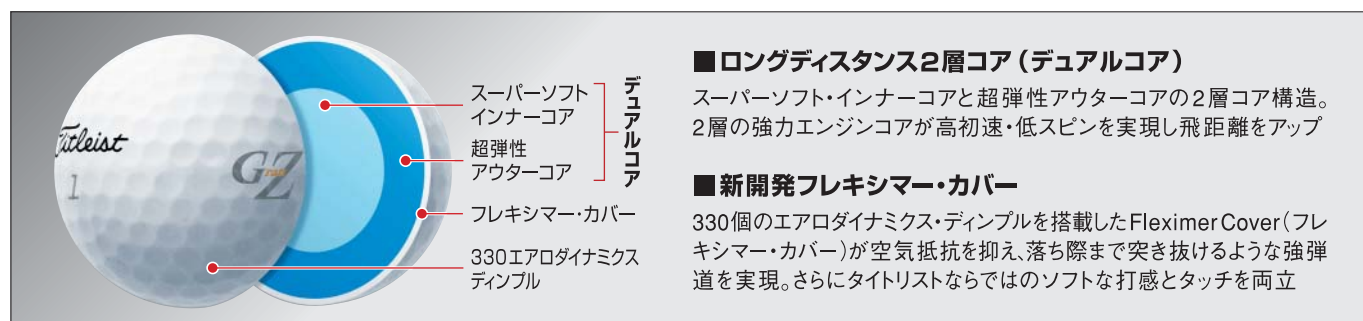 Titleist
1
GranZ
スーパーソフト
インナーコア
超弾性
アウターコア
デュアルコア
フレキシマー・カバー
330エアロダイナミクス
ディンプル
■ロングディスタンス2層コア（デュアルコア）
スーパーソフト・インナーコアと超弾性アウターコアの2層コア構造。
2層の強力エンジンコアが高初速・低スピンを実現し飛距離をアップ
■新開発フレキシマー・カバー
330個のエアロダイナミクス・ディンプルを搭載したFleximer Cover（フレ
キシマー・カバー）が空気抵抗を抑え、落ち際まで突き抜けるような強弾
道を実現。さらにタイトリストならではのソフトな打感とタッチを両立